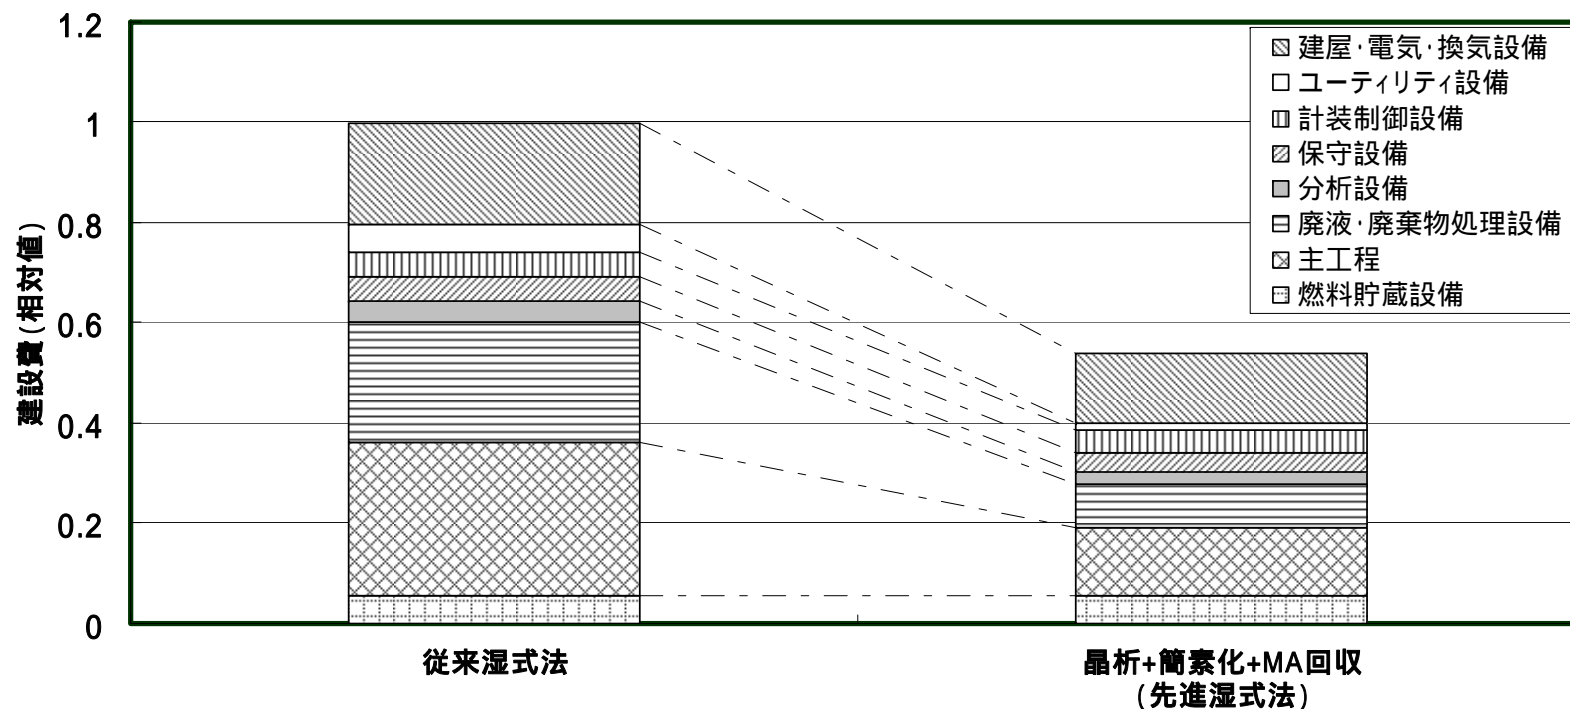 1.2
1
0.8
0.6
0.4
0.2
0
建設費(相対値)
建屋・電気・換気設備
ユーティリティ設備
計装制御設備
保守設備
分析設備
廃液・廃棄物処理設備
主工程
燃料貯蔵設備
従来湿式法
晶析+簡素化+MA回収
(先進湿式法)